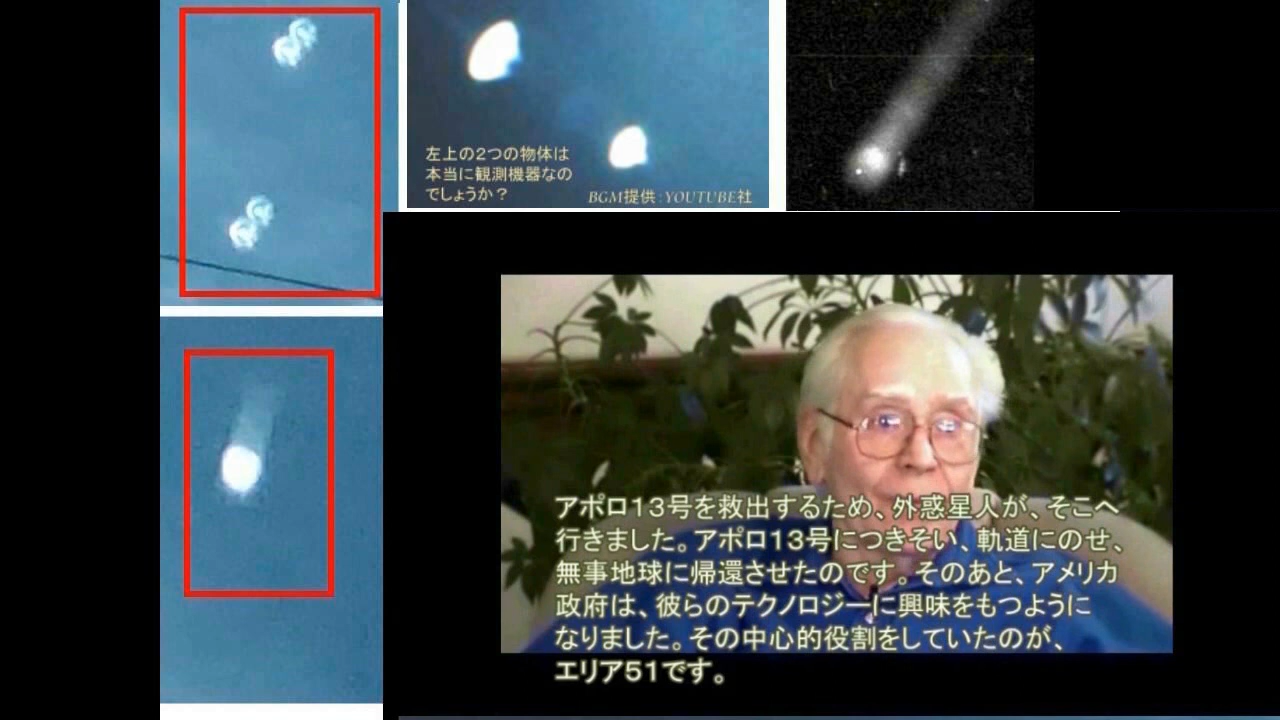 左上の２つの物体は
本当に観測機器なの
でしょうか？
BGM提供：YOUTUBE社
アポロ１３号を救出するため、外惑星人が、そこへ
行きました。アポロ１３号につきそい、軌道にのせ、
無事地球に帰還させたのです。そのあと、アメリカ
政府は、彼らのテクノロジーに興味をもつように
なりました。その中心的役割をしていたのが、
エリア５１です。